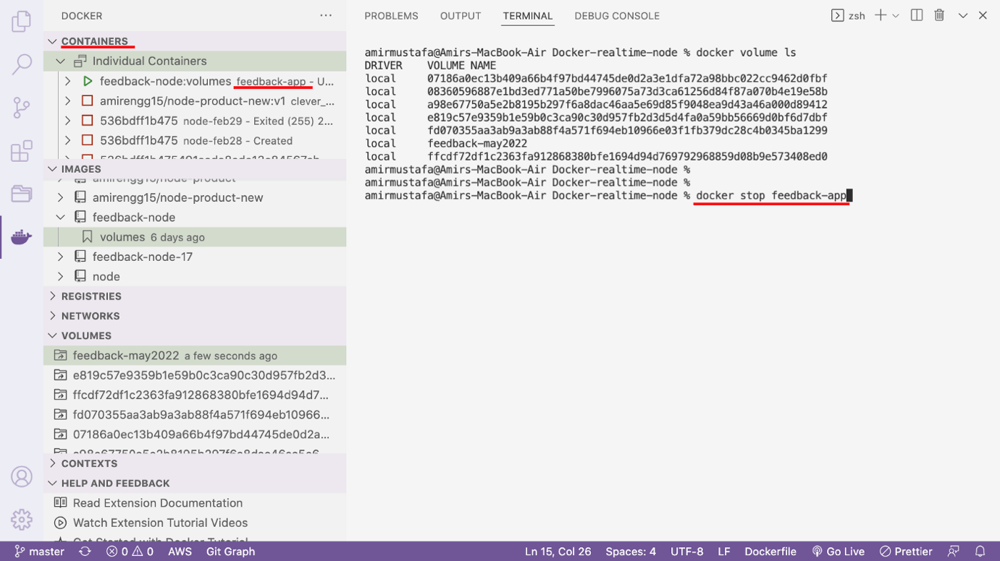 DOCKER
CONTAINERS
Individual Containers
feedback-node:volumes feedback-app - U...
amirengg15/node-product-new:v1 clever_...
536bdff1b475 node-feb29 - Exited (255) 2...
536bdff1b475 node-feb28 - Created
IMAGES
amirengg15/node-product
amirengg15/node-product-new
feedback-node
volumes 6 days ago
feedback-node-17
node
REGISTRIES
NETWORKS
VOLUMES
feedback-may2022 a few seconds ago
e819c57e9359b1e59b0c3ca90c30d957fb2d3...
ffcdf72df1c2363fa912868380bfe1694d94d7...
fd070355aa3ab9a3ab88f4a571f694eb10966...
07186a0ec13b409a66b4f97bd44745de0d2a...
CONTEXTS
HELP AND FEEDBACK
Read Extension Documentation
Watch Extension Tutorial Videos
Get Started with Docker Tutorial
PROBLEMS OUTPUT TERMINAL DEBUG CONSOLE zsh
amirmustafa@Amirs-MacBook-Air Docker-realtime-node % docker volume ls
DRIVER VOLUME NAME
local 07186a0ec13b409a66b4f97bd44745de0d2a3e1dfa72a98bbc022cc9462d0fbf
local 08360596887e1bd3ed771a50be7996075a73d3ca61256d84f87a070b4e19e58b
local a98e67750a5e2b8195b297f6a8dac46aa5e69d85f9048ea9d43a46a000d89412
local e819c57e9359b1e59b0c3ca90c30d957fb2d3d5d4fa0a59bb56669d0bf6d7dbf
local fd070355aa3ab9a3ab88f4a571f694eb10966e03f1fb379dc28c4b0345ba1299
local feedback-may2022
local ffcdf72df1c2363fa912868380bfe1694d94d769792968859d08b9e573408ed0
amirmustafa@Amirs-MacBook-Air Docker-realtime-node %
amirmustafa@Amirs-MacBook-Air Docker-realtime-node %
amirmustafa@Amirs-MacBook-Air Docker-realtime-node % docker stop feedback-app
master 0 0 AWS Git Graph Ln 15, Col 26 Spaces: 4 UTF-8 LF Dockerfile Go Live Prettier